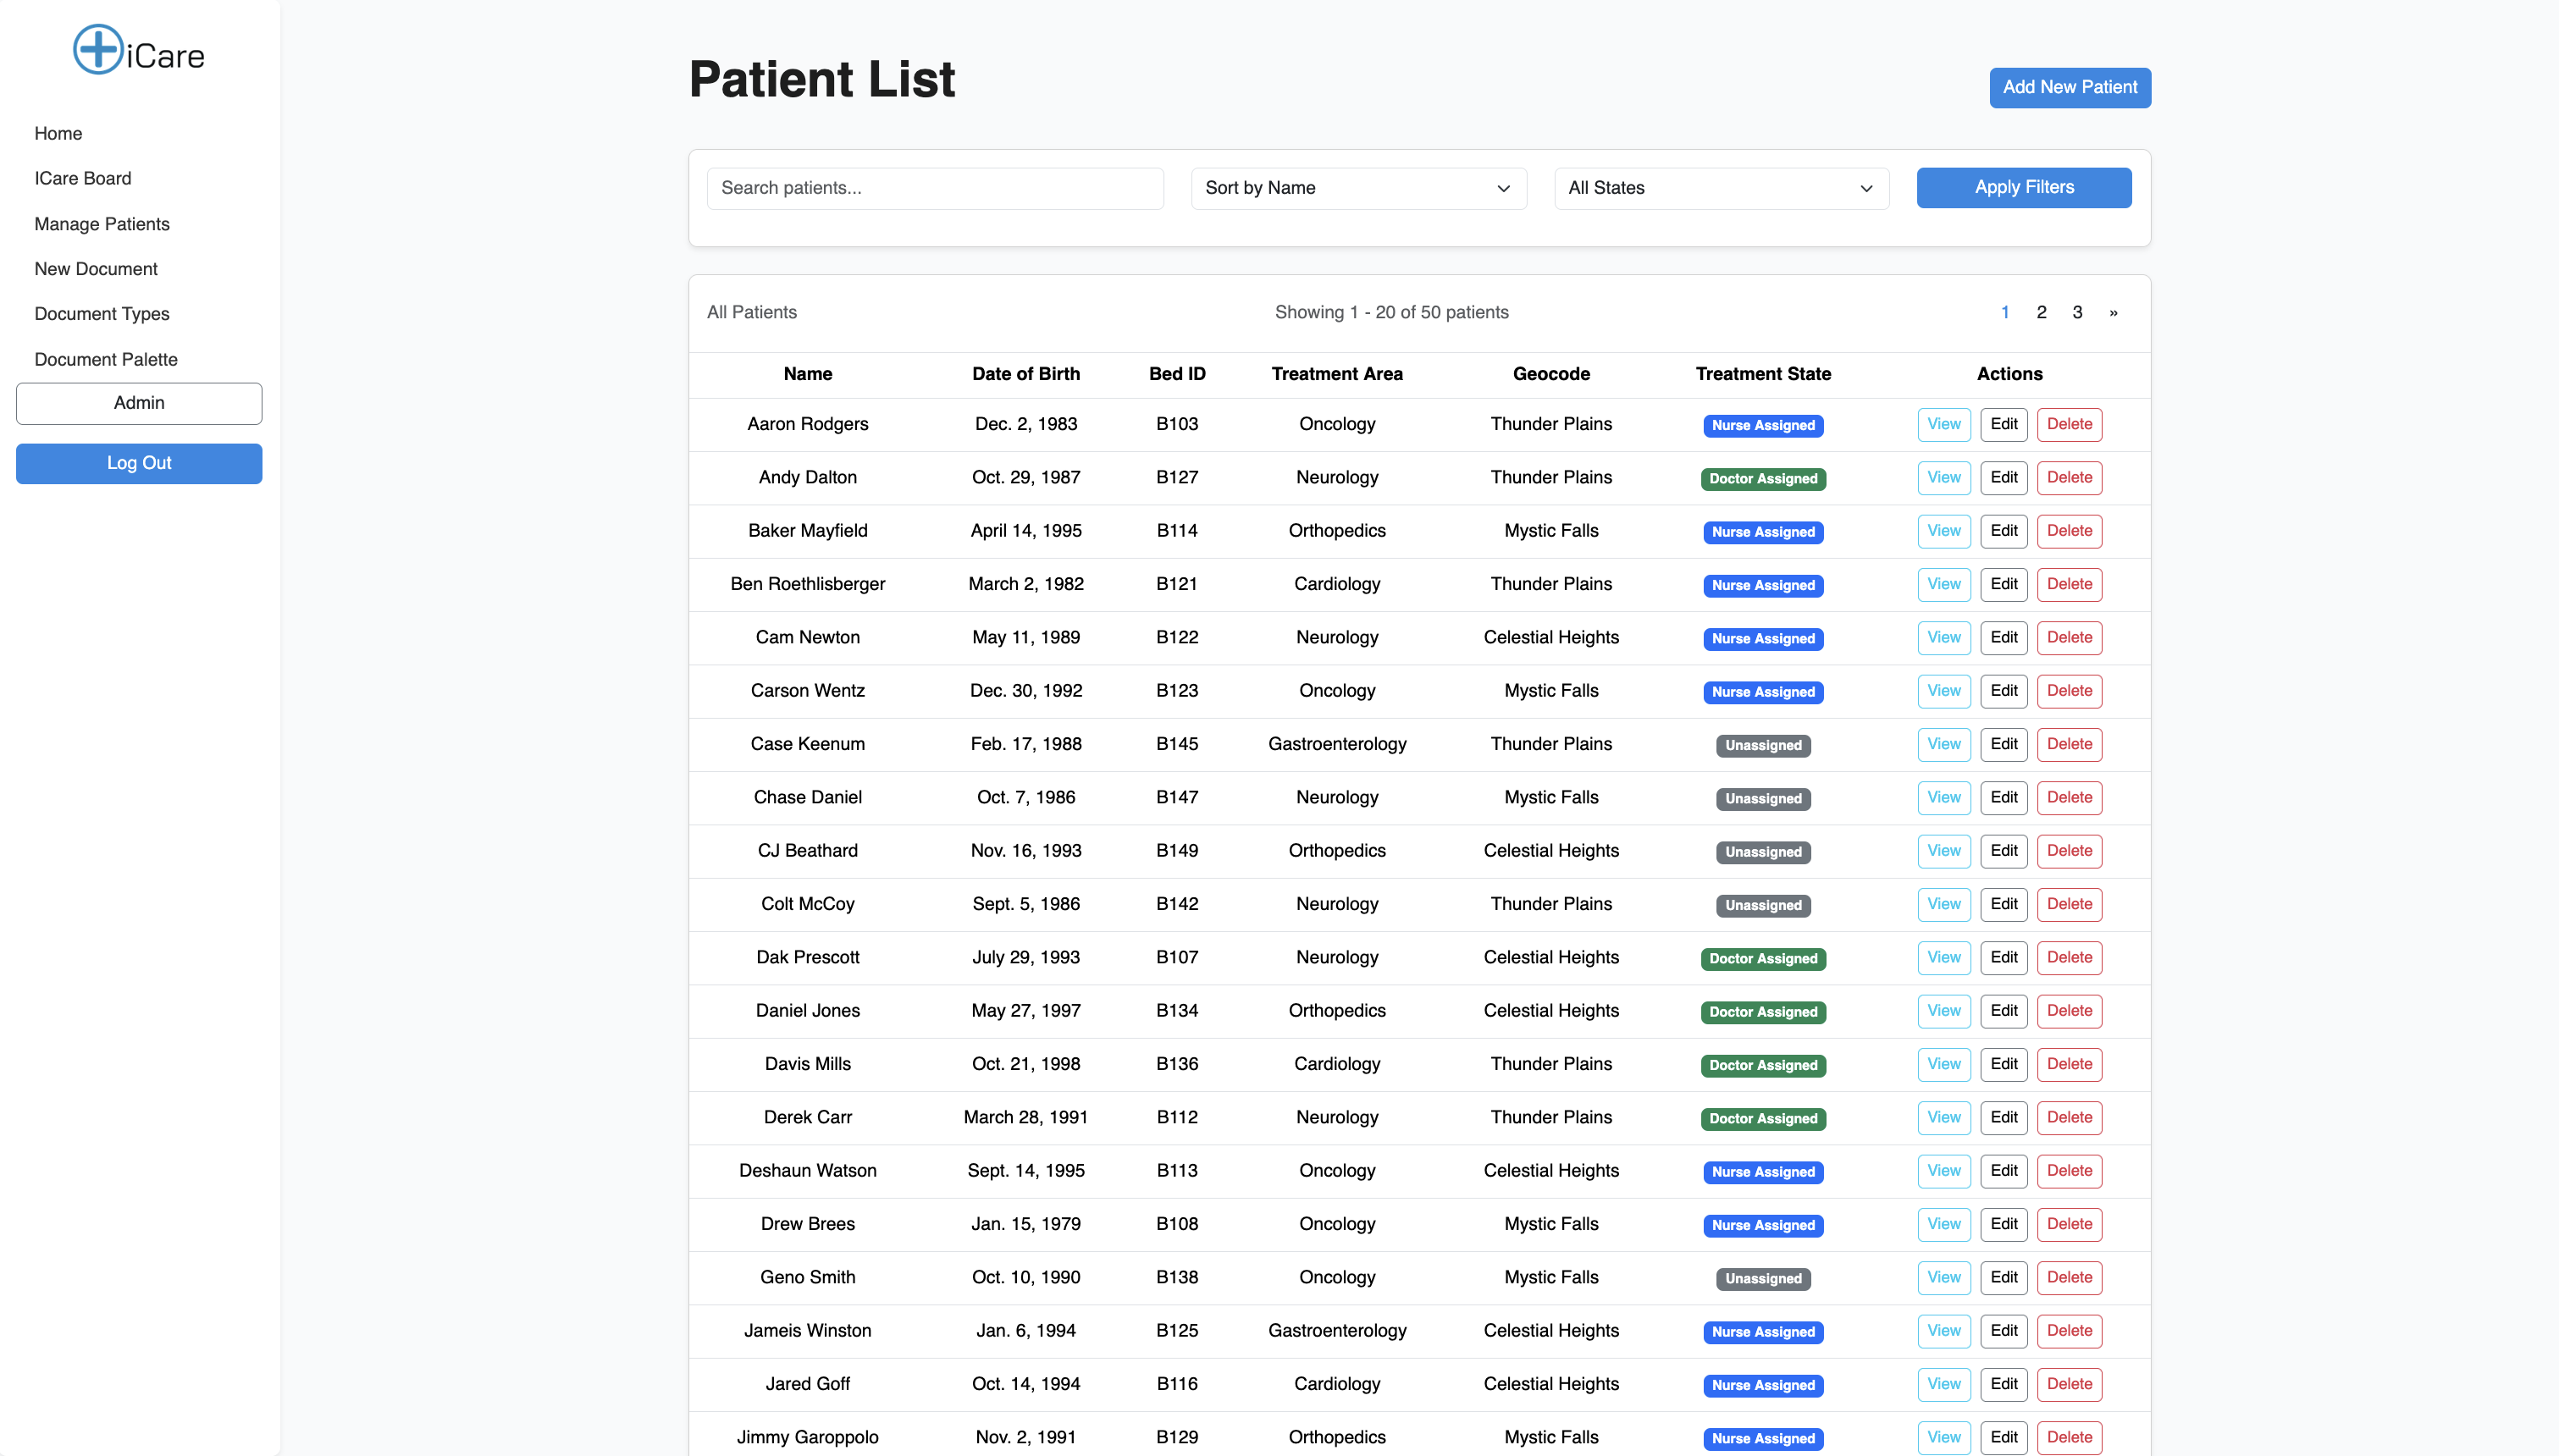 iCare
Home
ICare Board
Manage Patients
New Document
Document Types
Document Palette
Admin
Log Out
Patient List
Add New Patient
Search patients...
Sort by Name
All States
Apply Filters
All Patients
Showing 1 - 20 of 50 patients
1 2 3 »
Name Date of Birth Bed ID Treatment Area Geocode Treatment State Actions
Aaron Rodgers Dec. 2, 1983 B103 Oncology Thunder Plains Nurse Assigned View Edit Delete
Andy Dalton Oct. 29, 1987 B127 Neurology Thunder Plains Doctor Assigned View Edit Delete
Baker Mayfield April 14, 1995 B114 Orthopedics Mystic Falls Nurse Assigned View Edit Delete
Ben Roethlisberger March 2, 1982 B121 Cardiology Thunder Plains Nurse Assigned View Edit Delete
Cam Newton May 11, 1989 B122 Neurology Celestial Heights Nurse Assigned View Edit Delete
Carson Wentz Dec. 30, 1992 B123 Oncology Mystic Falls Nurse Assigned View Edit Delete
Case Keenum Feb. 17, 1988 B145 Gastroenterology Thunder Plains Unassigned View Edit Delete
Chase Daniel Oct. 7, 1986 B147 Neurology Mystic Falls Unassigned View Edit Delete
CJ Beathard Nov. 16, 1993 B149 Orthopedics Celestial Heights Unassigned View Edit Delete
Colt McCoy Sept. 5, 1986 B142 Neurology Thunder Plains Unassigned View Edit Delete
Dak Prescott July 29, 1993 B107 Neurology Celestial Heights Doctor Assigned View Edit Delete
Daniel Jones May 27, 1997 B134 Orthopedics Celestial Heights Doctor Assigned View Edit Delete
Davis Mills Oct. 21, 1998 B136 Cardiology Thunder Plains Doctor Assigned View Edit Delete
Derek Carr March 28, 1991 B112 Neurology Thunder Plains Doctor Assigned View Edit Delete
Deshaun Watson Sept. 14, 1995 B113 Oncology Celestial Heights Nurse Assigned View Edit Delete
Drew Brees Jan. 15, 1979 B108 Oncology Mystic Falls Nurse Assigned View Edit Delete
Geno Smith Oct. 10, 1990 B138 Oncology Mystic Falls Unassigned View Edit Delete
Jameis Winston Jan. 6, 1994 B125 Gastroenterology Celestial Heights Nurse Assigned View Edit Delete
Jared Goff Oct. 14, 1994 B116 Cardiology Celestial Heights Nurse Assigned View Edit Delete
Jimmy Garoppolo Nov. 2, 1991 B129 Orthopedics Mystic Falls Nurse Assigned View Edit Delete